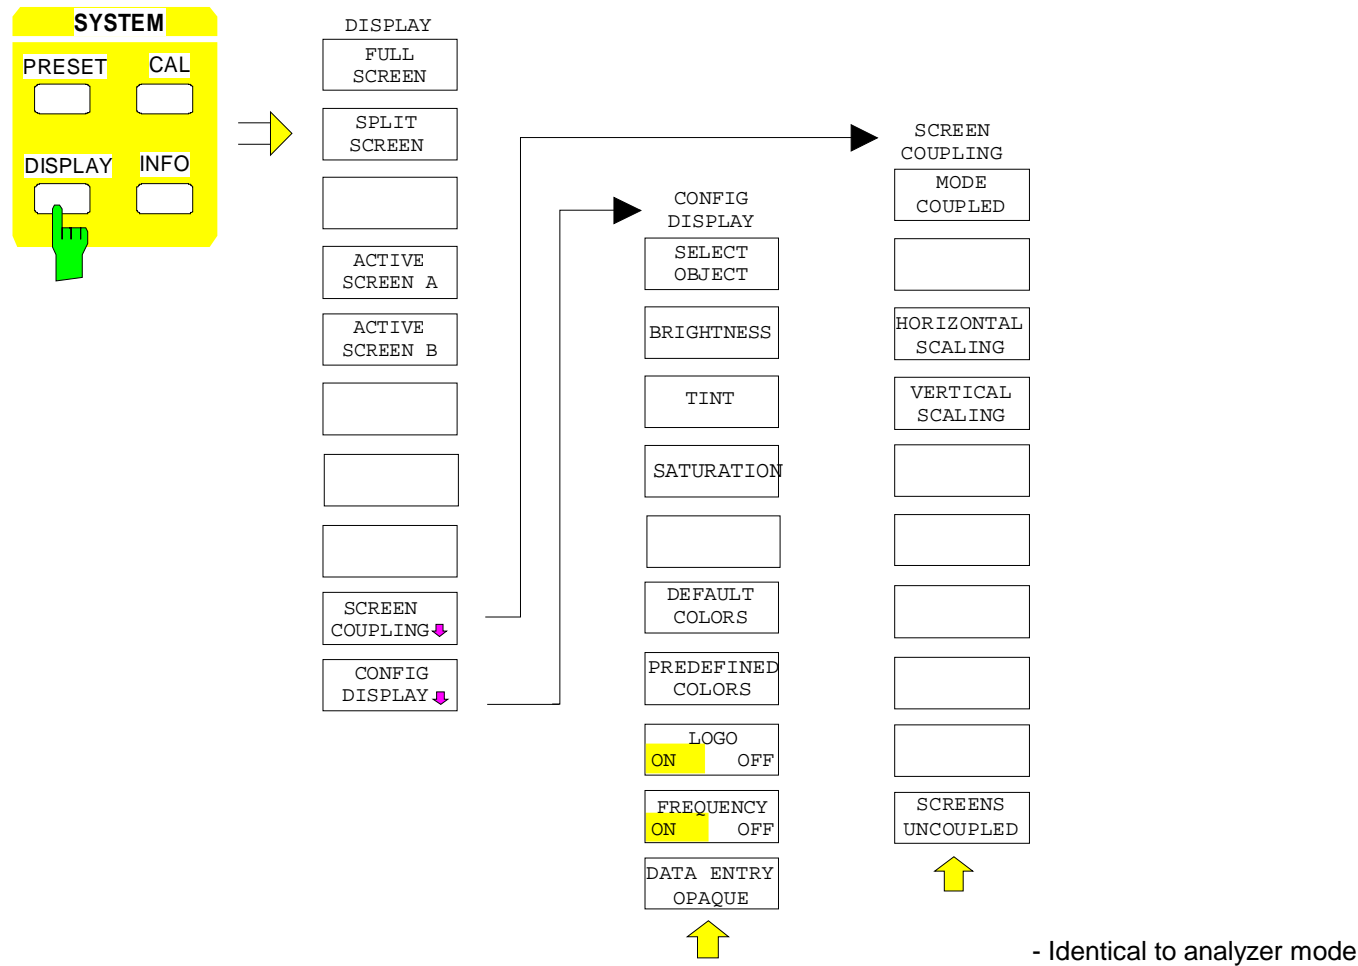 SYSTEM
PRESET
CAL
DISPLAY
INFO
DISPLAY
FULL
SCREEN
SPLIT
SCREEN
ACTIVE
SCREEN A
ACTIVE
SCREEN B
SCREEN
COUPLING
CONFIG
DISPLAY
CONFIG
DISPLAY
SELECT
OBJECT
BRIGHTNESS
TINT
SATURATION
DEFAULT
COLORS
PREDEFINED
COLORS
LOGO
ON OFF
FREQUENCY
ON OFF
DATA ENTRY
OPAQUE
SCREEN
COUPLING
MODE
COUPLED
HORIZONTAL
SCALING
VERTICAL
SCALING
SCREENS
UNCOUPLED
- Identical to analyzer mode